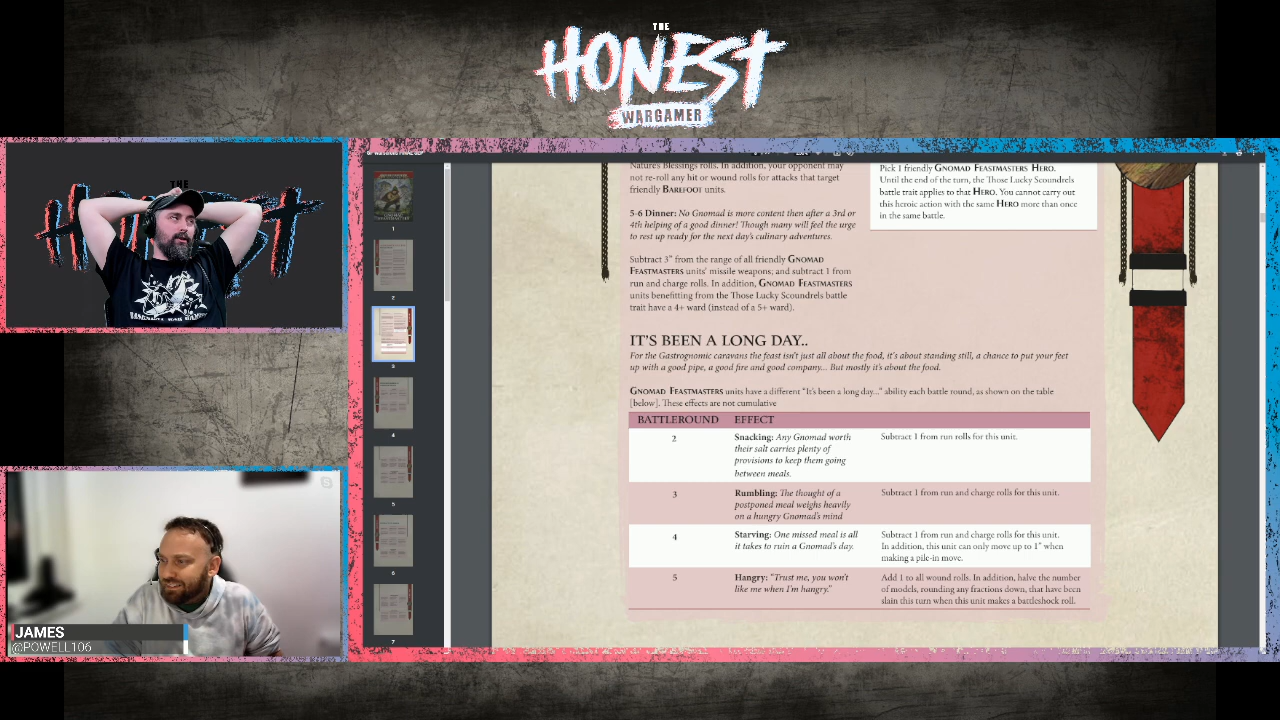 THE
HONEST
WARGAMER
THE
JAMES
@POWELL106
1
2
3
4
5
6
7
Nature's Blessings rolls. In addition, your opponent may
not re-roll any hit or wound rolls for attacks that target
friendly BAREFOOT units.
5-6 Dinner: No Gnomad is more content then after a 3rd or
4th helping of a good dinner! Though many will feel the urge
to rest up ready for the next day's culinary adventures.
Subtract 3" from the range of all friendly GNOMAD
FEASTMASTERS units' missile weapons; and subtract 1 from
run and charge rolls. In addition, GNOMAD FEASTMASTERS
units benefitting from the Those Lucky Scoundrels battle
trait have a 4+ ward (instead of a 5+ ward).
Pick 1 friendly GNOMAD FEASTMASTERS HERO.
Until the end of the turn, the Those Lucky Scoundrels
battle trait applies to that HERO. You cannot carry out
this heroic action with the same HERO more than once
in the same battle.
IT'S BEEN A LONG DAY..
For the Gastrognomic caravans the feast isn't just all about the food, it's about standing still, a chance to put your feet
up with a good pipe, a good fire and good company... But mostly it's about the food.
GNOMAD FEASTMASTERS units have a different "It's been a long day..." ability each battle round, as shown on the table
[below]. These effects are not cumulative
BATTLEROUND EFFECT
2 Snacking: Any Gnomad worth Subtract 1 from run rolls for this unit.
their salt carries plenty of
provisions to keep them going
between meals.
3 Rumbling: The thought of a Subtract 1 from run and charge rolls for this unit.
postponed meal weighs heavily
on a hungry Gnomad's mind
4 Starving: One missed meal is all Subtract 1 from run and charge rolls for this unit.
it takes to ruin a Gnomad's day. In addition, this unit can only move up to 1" when
making a pile-in move.
5 Hangry: "Trust me, you won't Add 1 to all wound rolls. In addition, halve the number
like me when I'm hangry." of models, rounding any fractions down, that have been
slain this turn when this unit makes a battleshock roll.